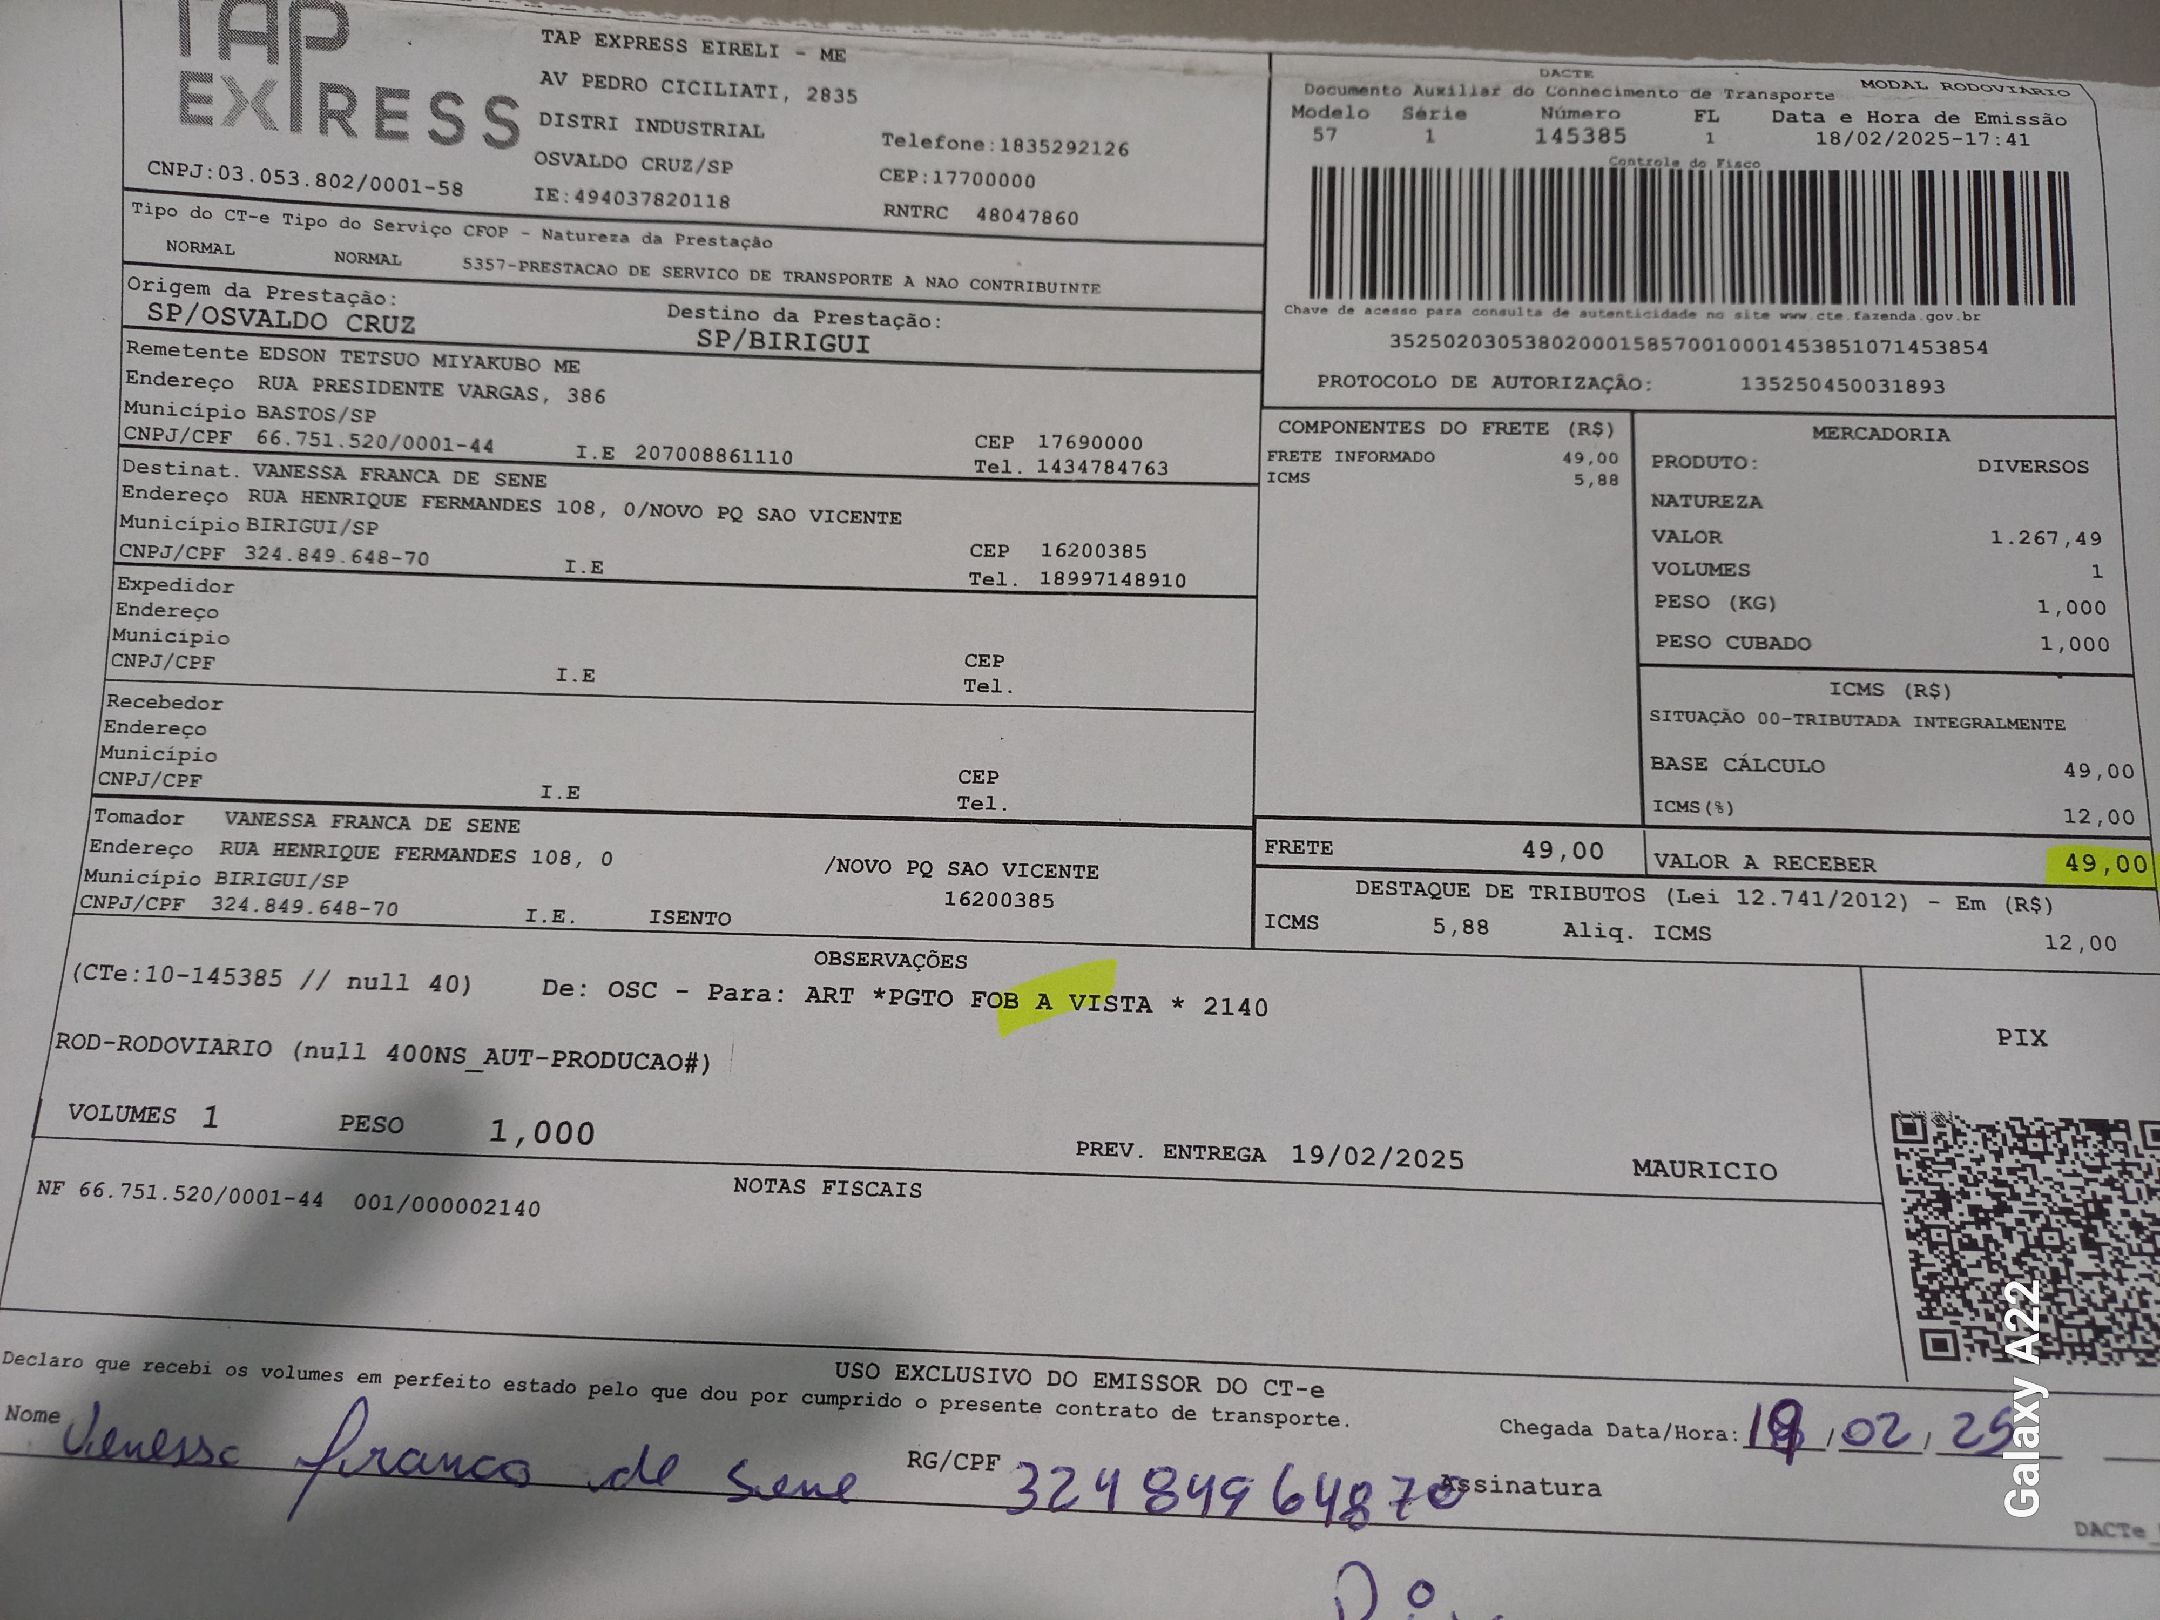 TAP
EXPRESS
CNPJ:03.053.802/0001-58
TAP EXPRESS EIRELI - ME
AV PEDRO CICILIATI, 2835
DISTRI INDUSTRIAL
OSVALDO CRUZ/SP
IE:494037820118
Telefone:1835292126
CEP:17700000
RNTRC 48047860
DACTE
MODAL RODOVIÁRIO
Documento Auxiliar do Conhecimento de Transporte
Modelo Série Número FL Data e Hora de Emissão
57 1 145385 1 18/02/2025-17:41
Controle do Fisco
Chave de acesso para consulta de autenticidade no site www.cte.fazenda.gov.br
35250203053802000158570010001453851071453854
PROTOCOLO DE AUTORIZAÇÃO: 135250450031893
Tipo do CT-e Tipo do Serviço CFOP - Natureza da Prestação
NORMAL NORMAL 5357-PRESTACAO DE SERVICO DE TRANSPORTE A NAO CONTRIBUINTE
Origem da Prestação: Destino da Prestação:
SP/OSVALDO CRUZ SP/BIRIGUI
Remetente EDSON TETSUO MIYAKUBO ME
Endereço RUA PRESIDENTE VARGAS, 386
Município BASTOS/SP CEP 17690000
CNPJ/CPF 66.751.520/0001-44 I.E 207008861110 Tel. 1434784763
Destinat. VANESSA FRANCA DE SENE
Endereço RUA HENRIQUE FERMANDES 108, 0/NOVO PQ SAO VICENTE
Município BIRIGUI/SP CEP 16200385
CNPJ/CPF 324.849.648-70 I.E Tel. 18997148910
Expedidor
Endereço
Município CEP
CNPJ/CPF I.E Tel.
Recebedor
Endereço
Município CEP
CNPJ/CPF I.E Tel.
Tomador VANESSA FRANCA DE SENE
Endereço RUA HENRIQUE FERMANDES 108, 0 /NOVO PQ SAO VICENTE
Município BIRIGUI/SP 16200385
CNPJ/CPF 324.849.648-70 I.E. ISENTO
COMPONENTES DO FRETE (R$)
FRETE INFORMADO 49,00
ICMS 5,88
MERCADORIA
PRODUTO: DIVERSOS
NATUREZA
VALOR 1.267,49
VOLUMES 1
PESO (KG) 1,000
PESO CUBADO 1,000
ICMS (R$)
SITUAÇÃO 00-TRIBUTADA INTEGRALMENTE
BASE CÁLCULO 49,00
ICMS(%) 12,00
FRETE 49,00 VALOR A RECEBER 49,00
DESTAQUE DE TRIBUTOS (Lei 12.741/2012) - Em (R$)
ICMS 5,88 Aliq. ICMS 12,00
OBSERVAÇÕES
(CTe:10-145385 // null 40) De: OSC - Para: ART *PGTO FOB A VISTA * 2140
ROD-RODOVIARIO (null 400NS_AUT-PRODUCAO#)
PIX
VOLUMES 1 PESO 1,000 PREV. ENTREGA 19/02/2025 MAURICIO
NOTAS FISCAIS
NF 66.751.520/0001-44 001/000002140
USO EXCLUSIVO DO EMISSOR DO CT-e
Declaro que recebi os volumes em perfeito estado pelo que dou por cumprido o presente contrato de transporte.
Nome Vanessa franca de Sene RG/CPF 32484964870 Assinatura
Chegada Data/Hora: 19/02/25
DACTe
Galaxy A22